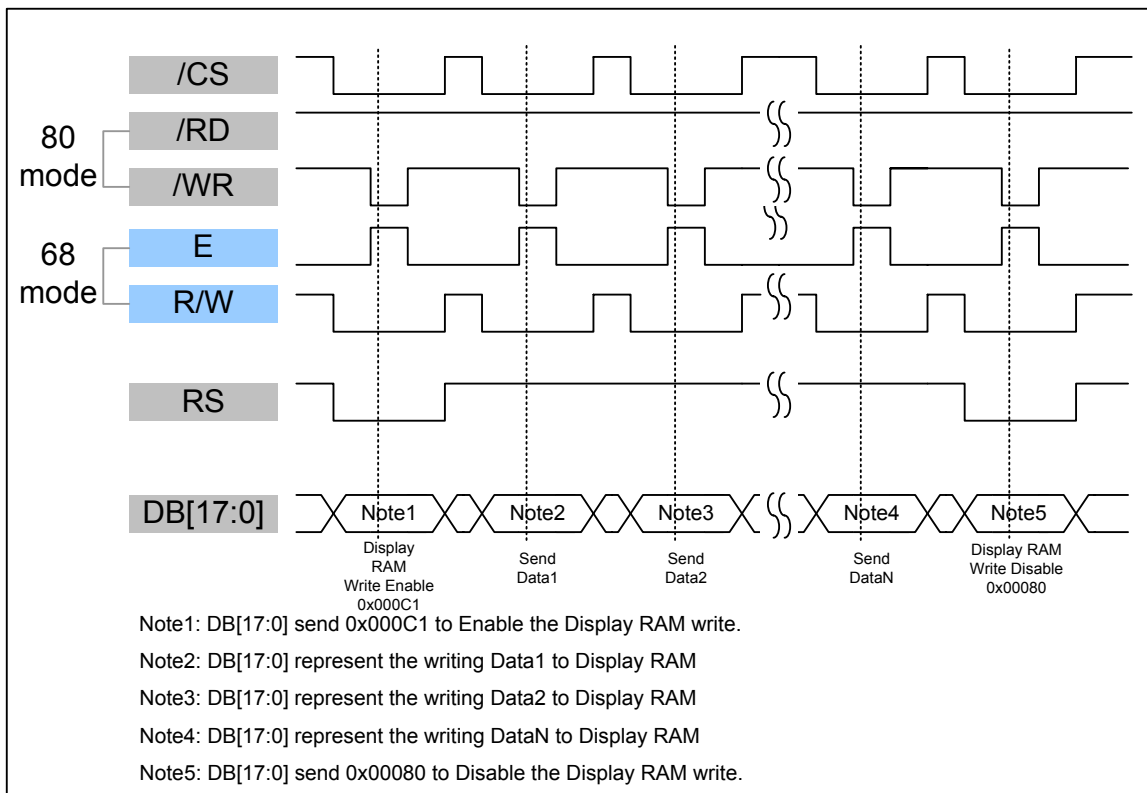 /CS
80
mode
/RD
/WR
68
mode
E
R/W
RS
DB[17:0]
Note1
Note2
Note3
Note4
Note5
Display
RAM
Write Enable
0x000C1
Send
Data1
Send
Data2
Send
DataN
Display RAM
Write Disable
0x00080
Note1: DB[17:0] send 0x000C1 to Enable the Display RAM write.
Note2: DB[17:0] represent the writing Data1 to Display RAM
Note3: DB[17:0] represent the writing Data2 to Display RAM
Note4: DB[17:0] represent the writing DataN to Display RAM
Note5: DB[17:0] send 0x00080 to Disable the Display RAM write.